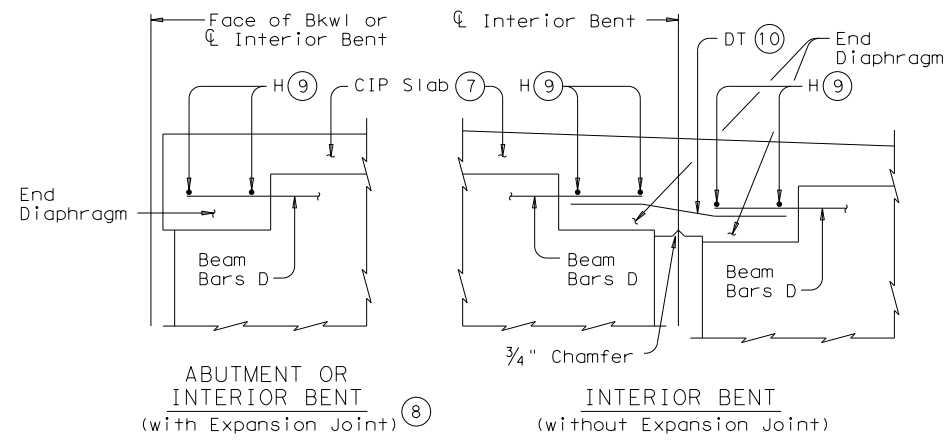 Face of Bkwl or
℄ Interior Bent
℄ Interior Bent
DT 10
End
Diaphragm
H 9
CIP Slab 7
H 9
H 9
End
Diaphragm
Beam
Bars D
Beam
Bars D
Beam
Bars D
¾" Chamfer
ABUTMENT OR
INTERIOR BENT
(with Expansion Joint) 8
INTERIOR BENT
(without Expansion Joint)